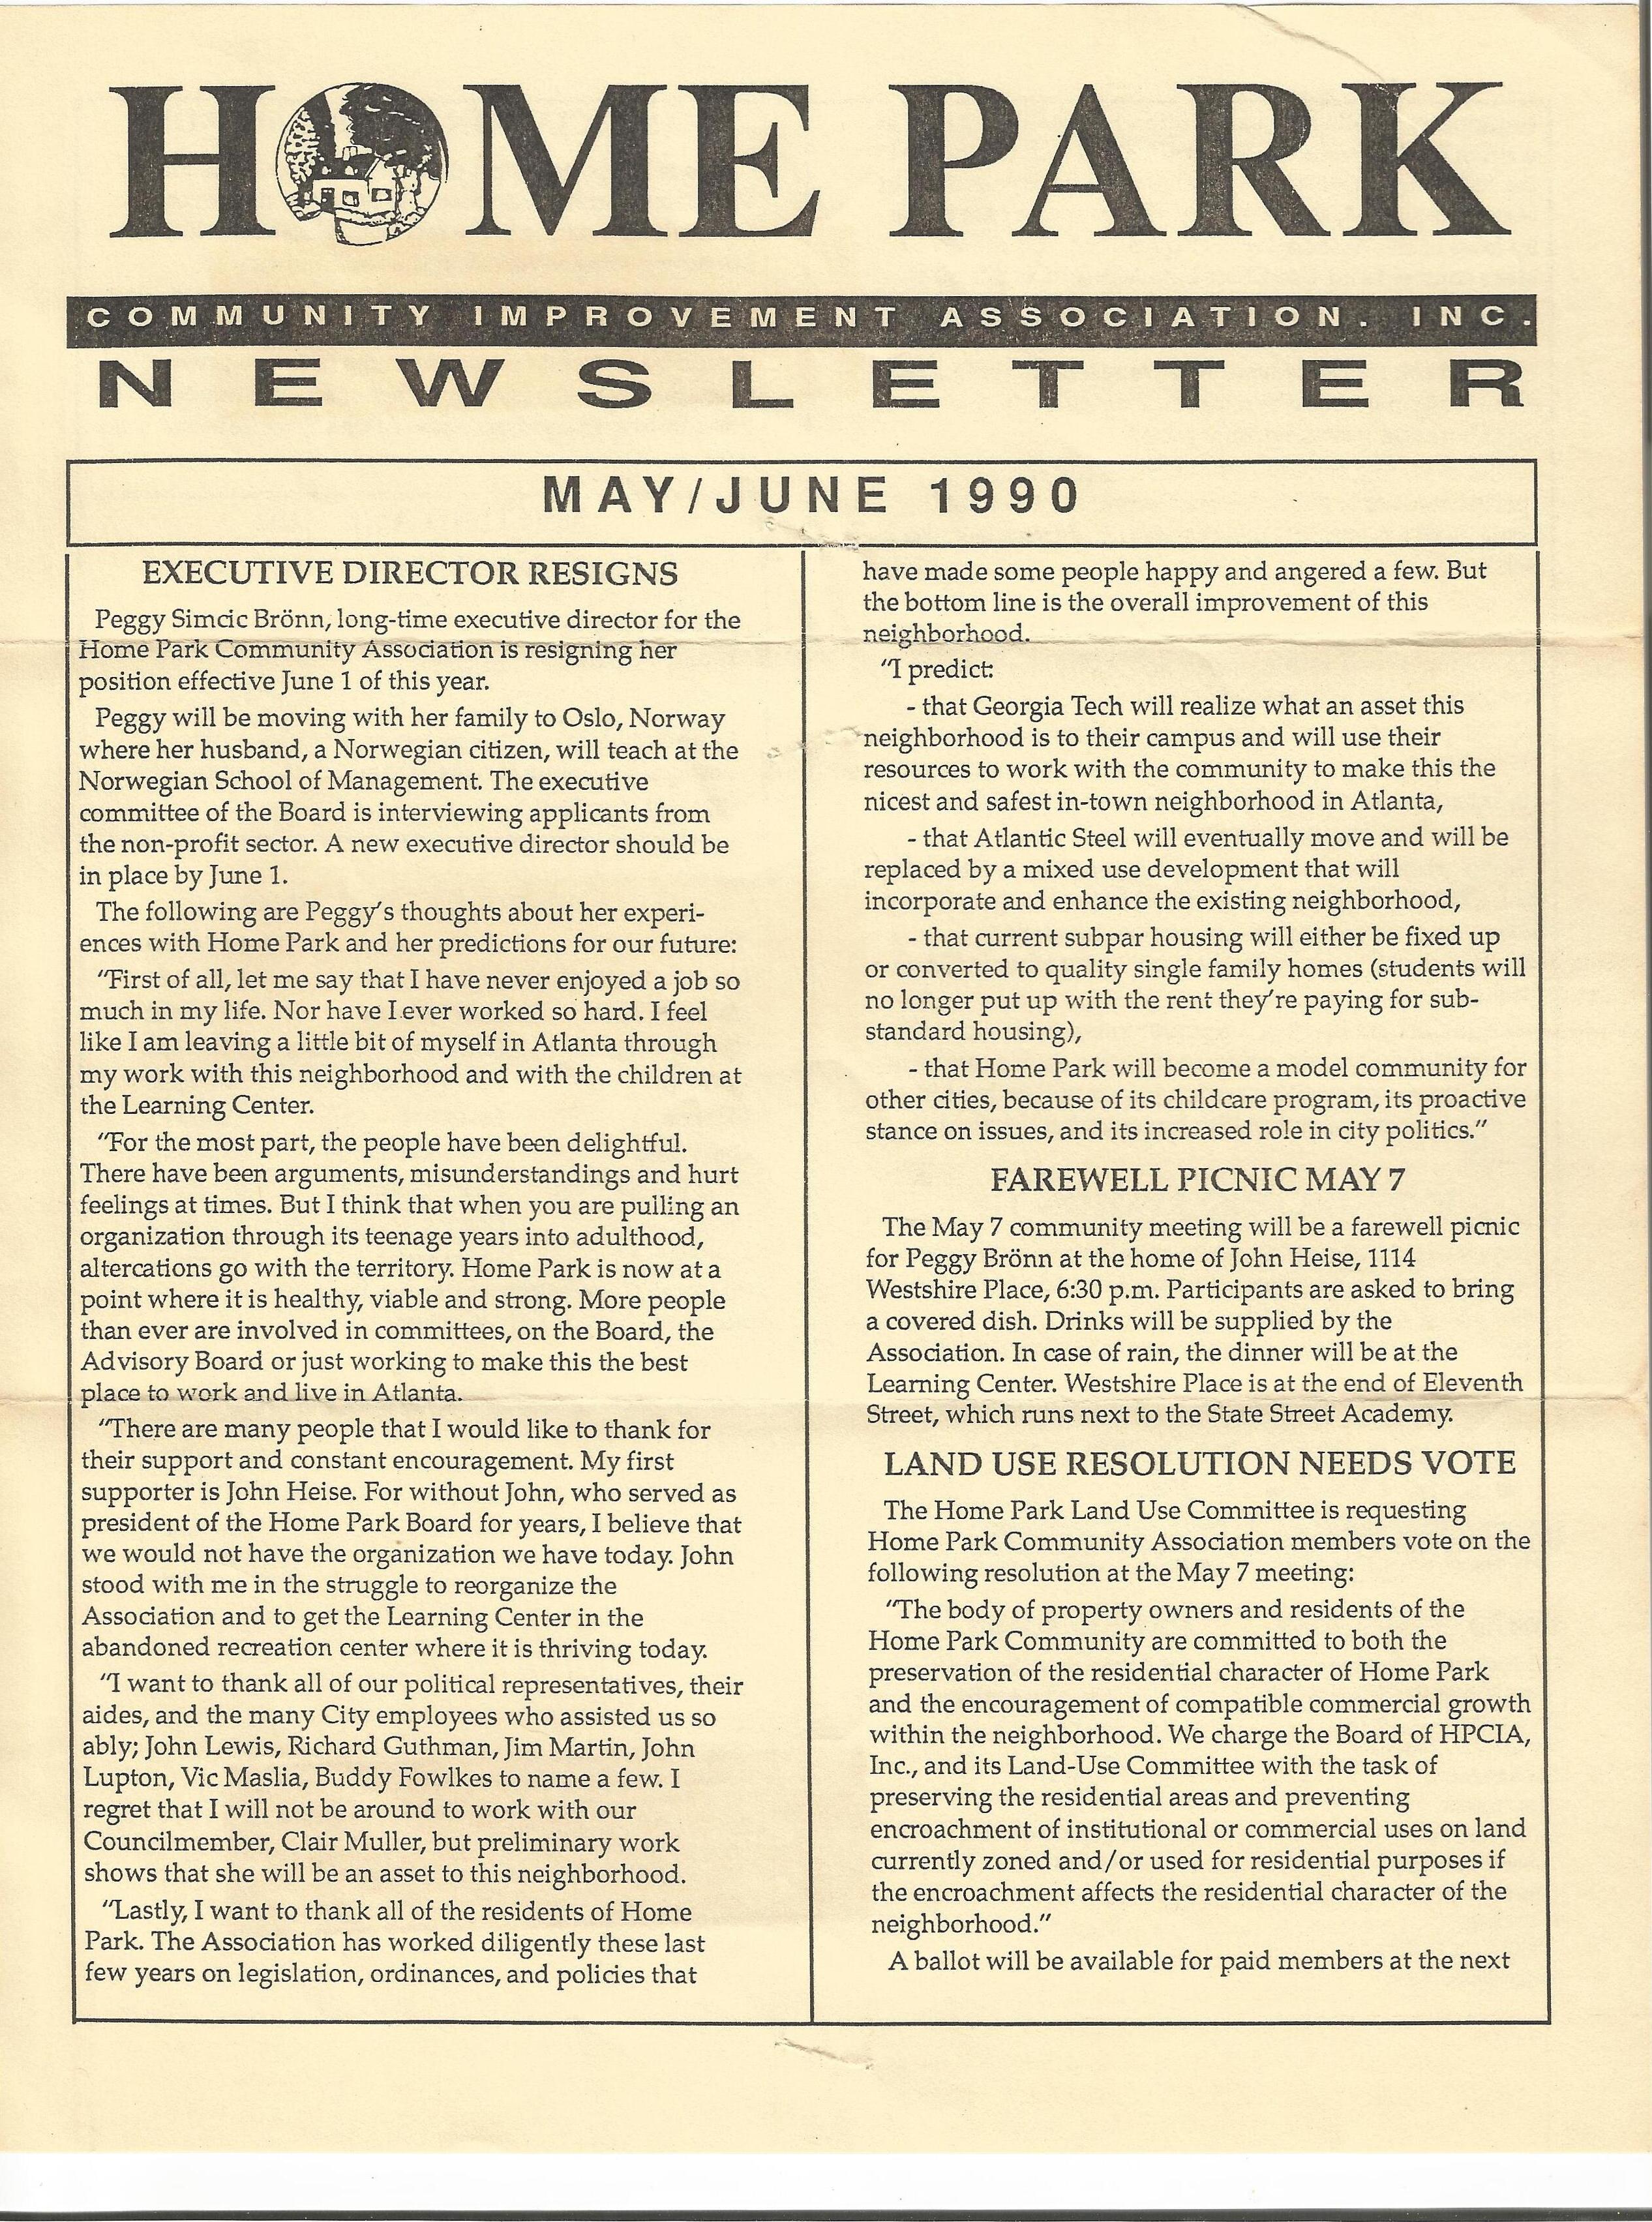 HOME PARK
COMMUNITY IMPROVEMENT ASSOCIATION. INC.
NEWSLETTER
MAY/JUNE 1990
EXECUTIVE DIRECTOR RESIGNS
Peggy Simcic Brönn, long-time executive director for the
Home Park Community Association is resigning her
position effective June 1 of this year.
Peggy will be moving with her family to Oslo, Norway
where her husband, a Norwegian citizen, will teach at the
Norwegian School of Management. The executive
committee of the Board is interviewing applicants from
the non-profit sector. A new executive director should be
in place by June 1.
The following are Peggy's thoughts about her experi-
ences with Home Park and her predictions for our future:
"First of all, let me say that I have never enjoyed a job so
much in my life. Nor have I ever worked so hard. I feel
like I am leaving a little bit of myself in Atlanta through
my work with this neighborhood and with the children at
the Learning Center.
"For the most part, the people have been delightful.
There have been arguments, misunderstandings and hurt
feelings at times. But I think that when you are pulling an
organization through its teenage years into adulthood,
altercations go with the territory. Home Park is now at a
point where it is healthy, viable and strong. More people
than ever are involved in committees, on the Board, the
Advisory Board or just working to make this the best
place to work and live in Atlanta.
"There are many people that I would like to thank for
their support and constant encouragement. My first
supporter is John Heise. For without John, who served as
president of the Home Park Board for years, I believe that
we would not have the organization we have today. John
stood with me in the struggle to reorganize the
Association and to get the Learning Center in the
abandoned recreation center where it is thriving today.
"I want to thank all of our political representatives, their
aides, and the many City employees who assisted us so
ably; John Lewis, Richard Guthman, Jim Martin, John
Lupton, Vic Maslia, Buddy Fowlkes to name a few. I
regret that I will not be around to work with our
Councilmember, Clair Muller, but preliminary work
shows that she will be an asset to this neighborhood.
"Lastly, I want to thank all of the residents of Home
Park. The Association has worked diligently these last
few years on legislation, ordinances, and policies that
have made some people happy and angered a few. But
the bottom line is the overall improvement of this
neighborhood.
"I predict:
- that Georgia Tech will realize what an asset this
neighborhood is to their campus and will use their
resources to work with the community to make this the
nicest and safest in-town neighborhood in Atlanta,
- that Atlantic Steel will eventually move and will be
replaced by a mixed use development that will
incorporate and enhance the existing neighborhood,
- that current subpar housing will either be fixed up
or converted to quality single family homes (students will
no longer put up with the rent they're paying for sub-
standard housing),
- that Home Park will become a model community for
other cities, because of its childcare program, its proactive
stance on issues, and its increased role in city politics."
FAREWELL PICNIC MAY 7
The May 7 community meeting will be a farewell picnic
for Peggy Brönn at the home of John Heise, 1114
Westshire Place, 6:30 p.m. Participants are asked to bring
a covered dish. Drinks will be supplied by the
Association. In case of rain, the dinner will be at the
Learning Center. Westshire Place is at the end of Eleventh
Street, which runs next to the State Street Academy.
LAND USE RESOLUTION NEEDS VOTE
The Home Park Land Use Committee is requesting
Home Park Community Association members vote on the
following resolution at the May 7 meeting:
"The body of property owners and residents of the
Home Park Community are committed to both the
preservation of the residential character of Home Park
and the encouragement of compatible commercial growth
within the neighborhood. We charge the Board of HPCIA,
Inc., and its Land-Use Committee with the task of
preserving the residential areas and preventing
encroachment of institutional or commercial uses on land
currently zoned and/or used for residential purposes if
the encroachment affects the residential character of the
neighborhood."
A ballot will be available for paid members at the next